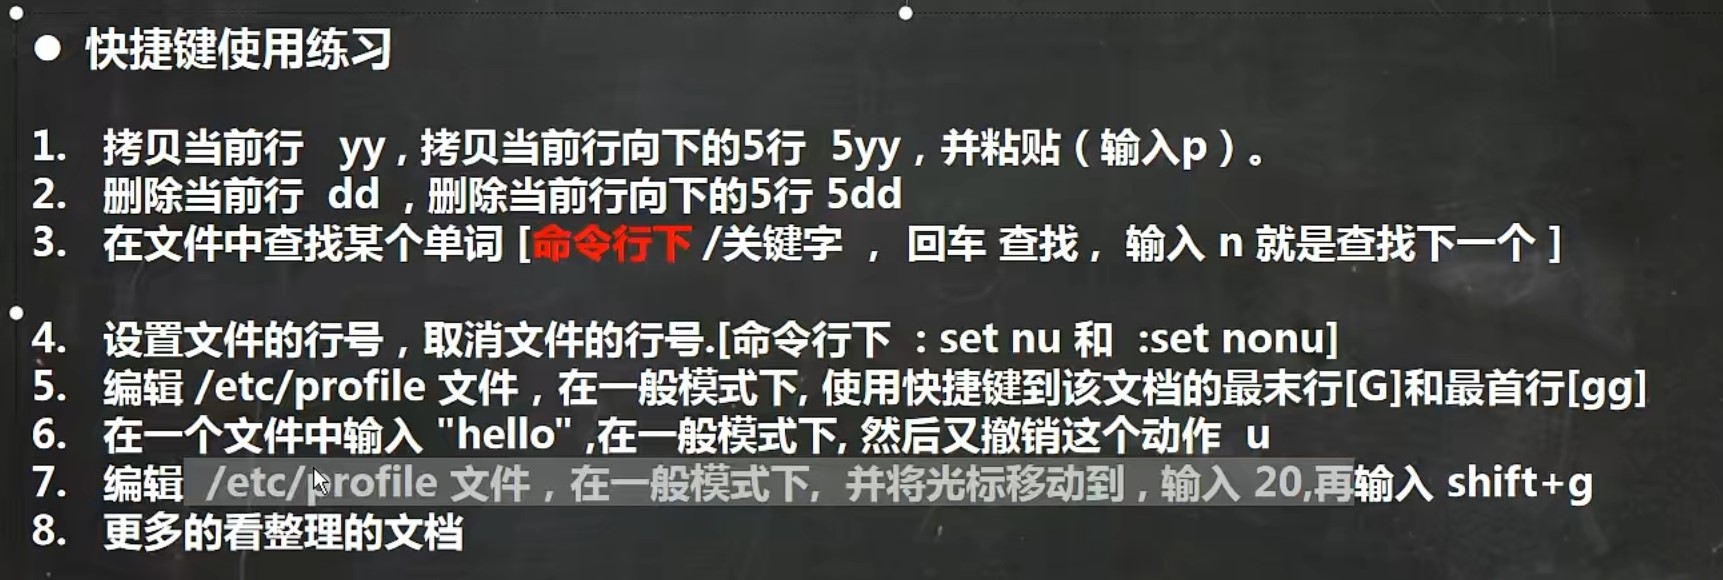 ● 快捷键使用练习
1. 拷贝当前行 yy , 拷贝当前行向下的5行 5yy，并粘贴（输入p）。
2. 删除当前行 dd ，删除当前行向下的5行 5dd
3. 在文件中查找某个单词 [命令行下 /关键字 ， 回车 查找 , 输入 n 就是查找下一个 ]
4. 设置文件的行号，取消文件的行号.[命令行下 : set nu 和 :set nonu]
5. 编辑 /etc/profile 文件，在一般模式下, 使用快捷键到该文档的最末行[G]和最首行[gg]
6. 在一个文件中输入 "hello" ,在一般模式下, 然后又撤销这个动作 u
7. 编辑 /etc/profile 文件，在一般模式下, 并将光标移动到 , 输入 20,再输入 shift+g
8. 更多的看整理的文档